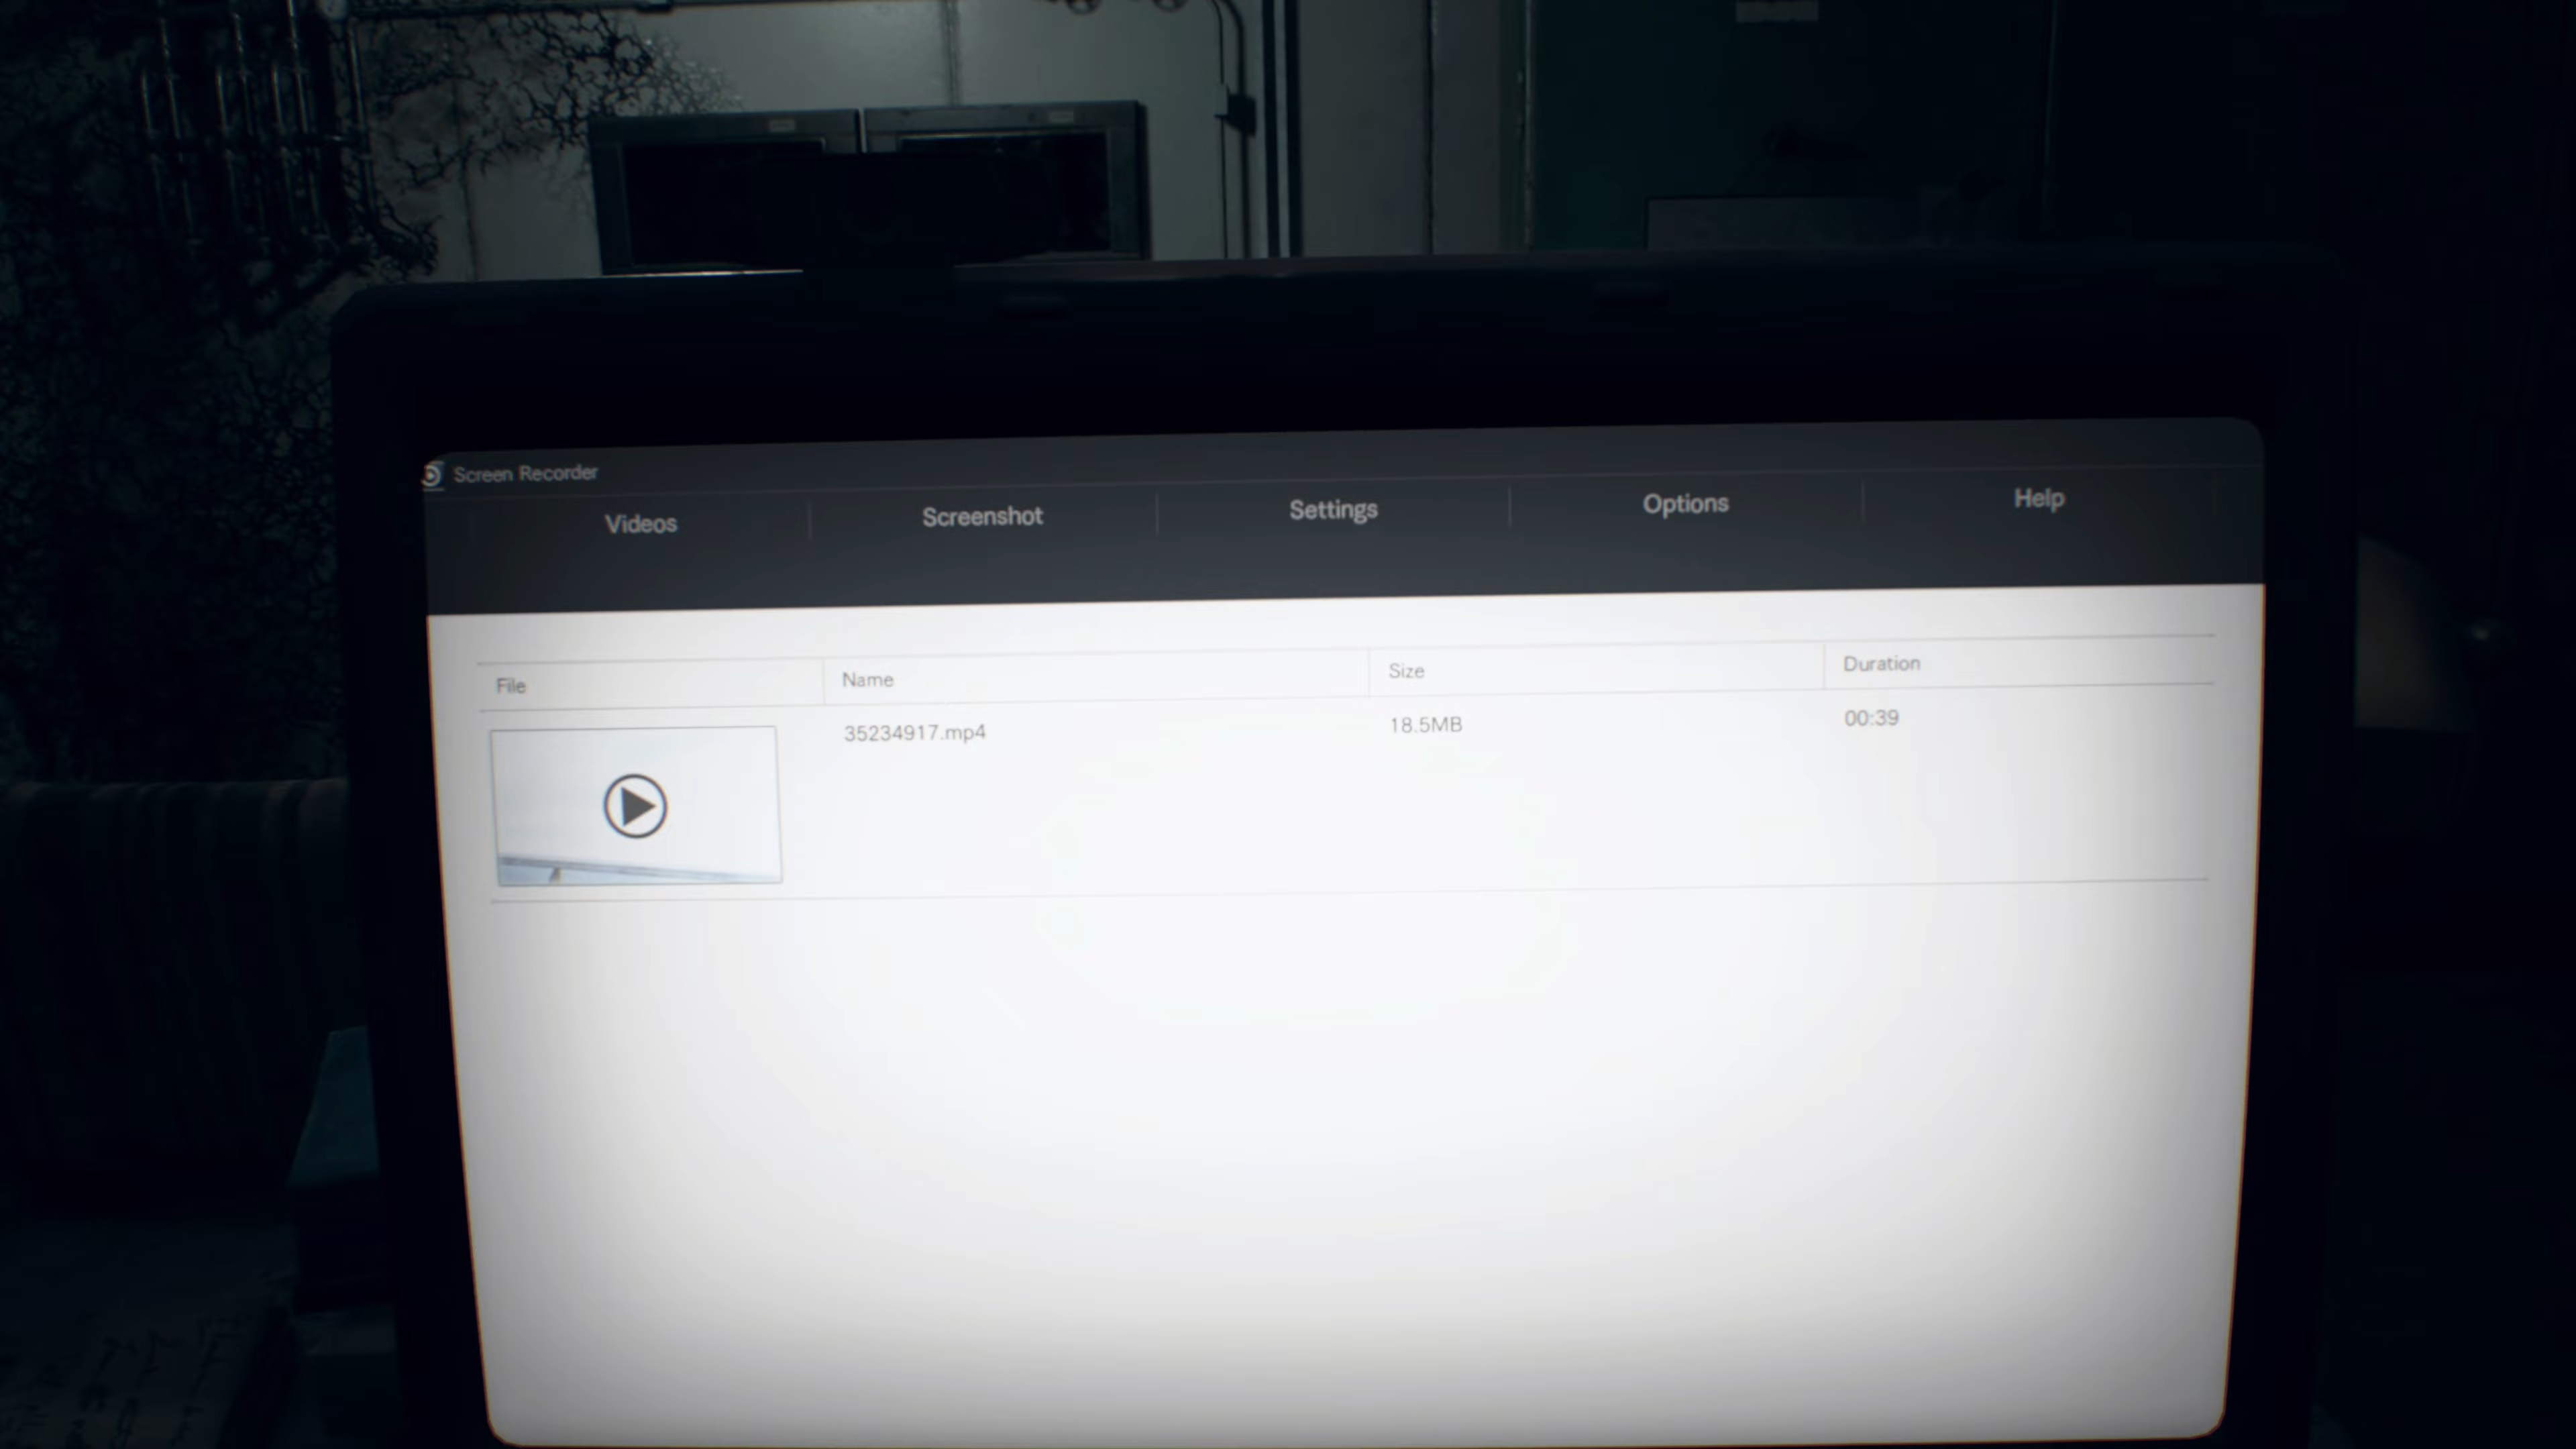 Screen Recorder
Videos Screenshot Settings Options Help
File Name Size Duration
35234917.mp4 18.5MB 00:39